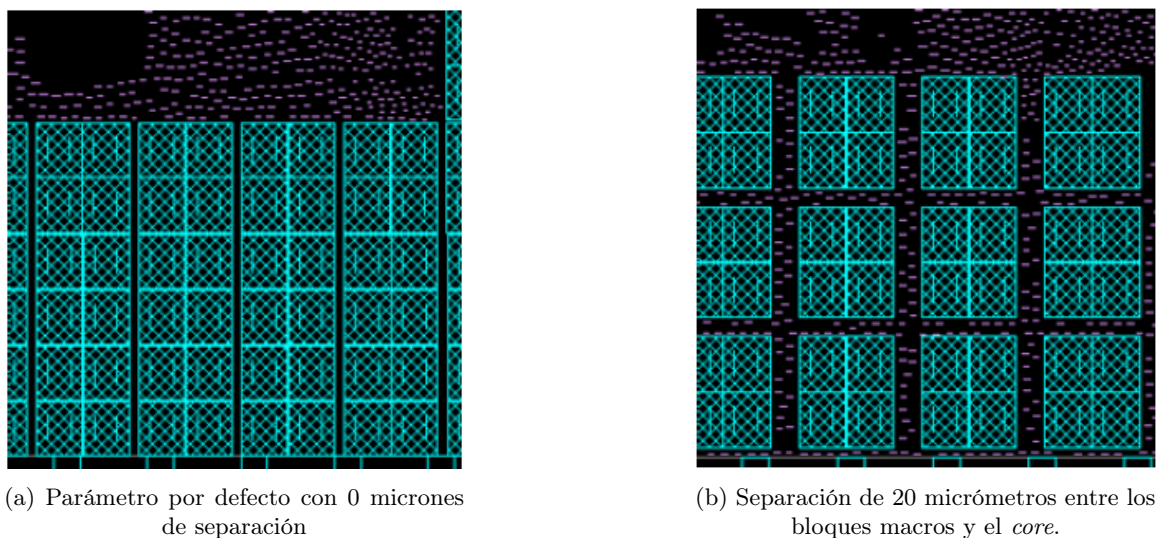 (a) Parámetro por defecto con 0 micrones
de separación
(b) Separación de 20 micrómetros entre los
bloques macros y el core.